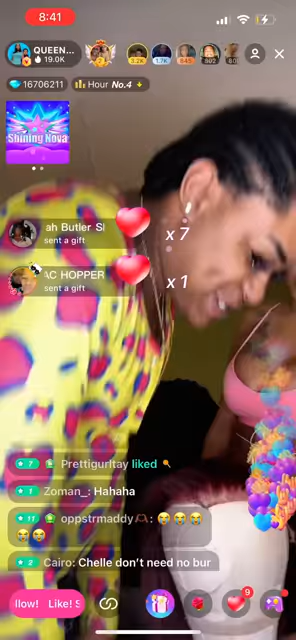 8:41
QUEEN...
19.0K
3.2K
1.7K
845
802
80
16706211
Hour No.4
Shining Nova
ah Butler S
sent a gift
x 7
AC HOPPER
sent a gift
x 1
7 Prettigurltay liked
1 Zoman_: Hahaha
11 oppstrmaddy🫶🏾: 😭😭😭
😭😭
2 Cairo: Chelle don’t need no bur
llow! Like! S
9